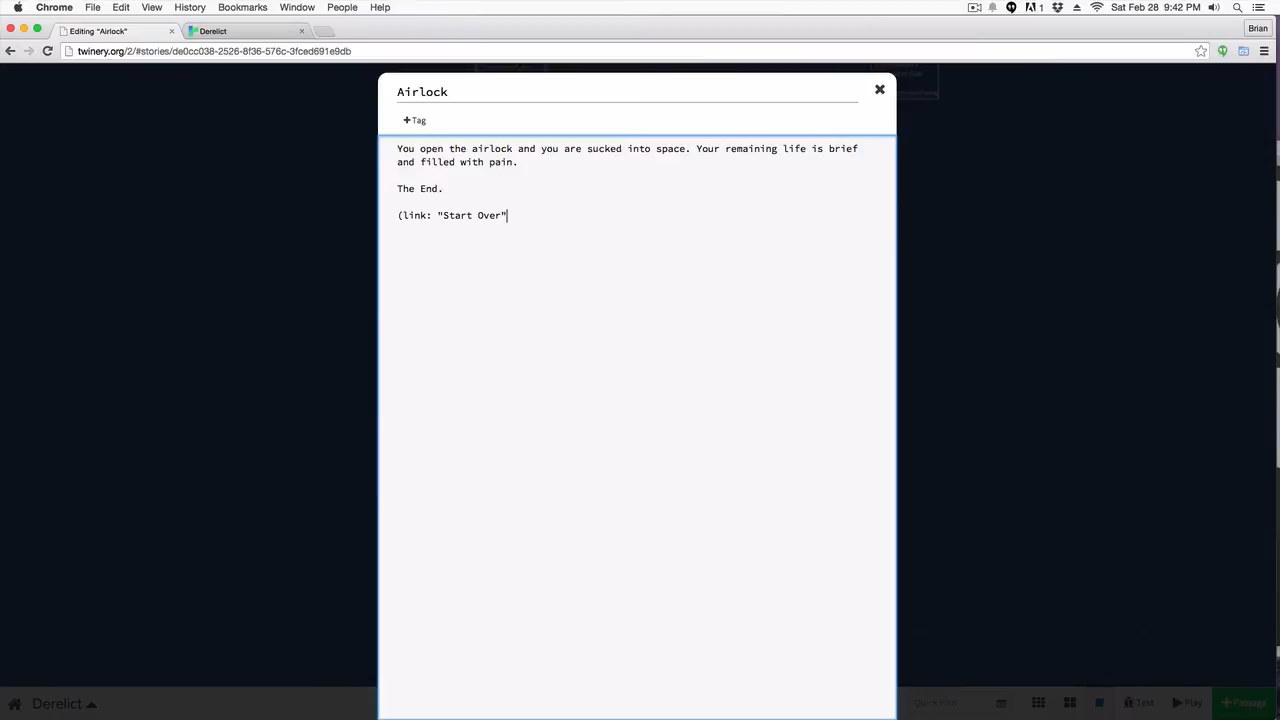 Chrome File Edit View History Bookmarks Window People Help 1 Sat Feb 28 9:42 PM
Editing "Airlock" Derelict Brian
twinery.org/2/#stories/de0cc038-2526-8f36-576c-3fced691e9db
Airlock
+Tag
You open the airlock and you are sucked into space. Your remaining life is brief
and filled with pain.
The End.
(link: "Start Over"
Derelict Quick Find Test Play +Passage